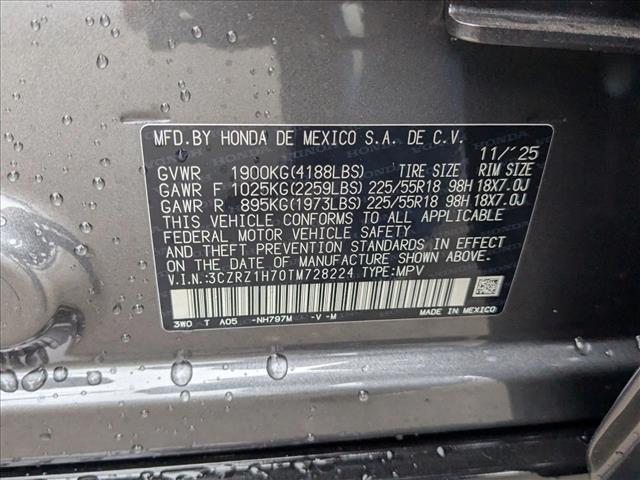 MFD. BY HONDA DE MEXICO S.A. DE C.V.
11/'25
GVWR 1900KG(4188LBS) TIRE SIZE RIM SIZE
GAWR F 1025KG(2259LBS) 225/55R18 98H 18X7.0J
GAWR R 895KG(1973LBS) 225/55R18 98H 18X7.0J
THIS VEHICLE CONFORMS TO ALL APPLICABLE
FEDERAL MOTOR VEHICLE SAFETY
AND THEFT PREVENTION STANDARDS IN EFFECT
ON THE DATE OF MANUFACTURE SHOWN ABOVE.
V.I.N.:3CZRZ1H70TM728224 TYPE:MPV
3W0 T A05 -NH797M -V -M MADE IN MEXICO